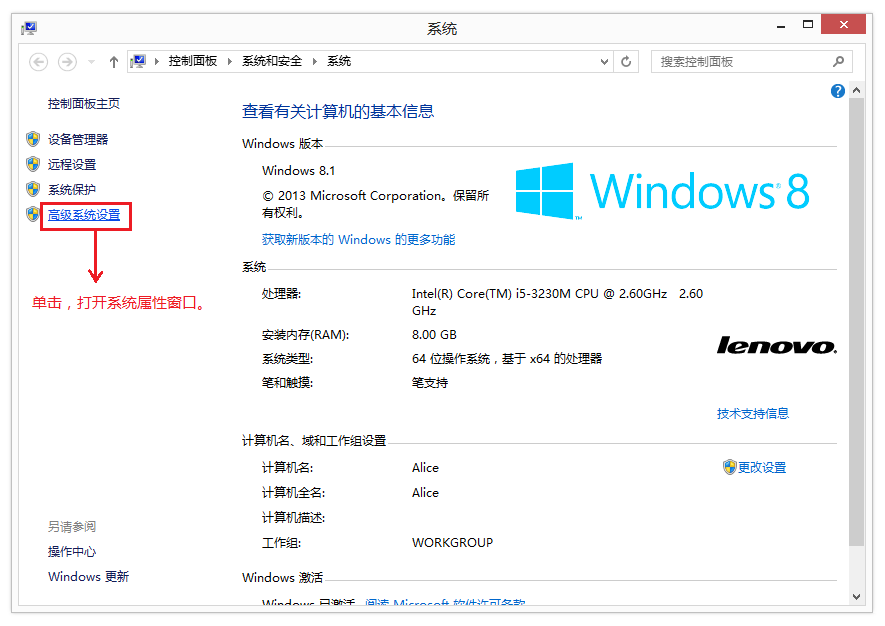 系统
控制面板 系统和安全 系统
搜索控制面板
控制面板主页
设备管理器
远程设置
系统保护
高级系统设置
单击，打开系统属性窗口。
另请参阅
操作中心
Windows 更新
查看有关计算机的基本信息
Windows 版本
Windows 8.1
© 2013 Microsoft Corporation。保留所
有权利。
获取新版本的 Windows 的更多功能
Windows® 8
系统
处理器: Intel(R) Core(TM) i5-3230M CPU @ 2.60GHz 2.60
GHz
安装内存(RAM): 8.00 GB
系统类型: 64 位操作系统，基于 x64 的处理器
笔和触摸: 笔支持
lenovo.
技术支持信息
计算机名、域和工作组设置
计算机名: Alice
更改设置
计算机全名: Alice
计算机描述:
工作组: WORKGROUP
Windows 激活
Windows 已激活 阅读 Microsoft 软件许可条款